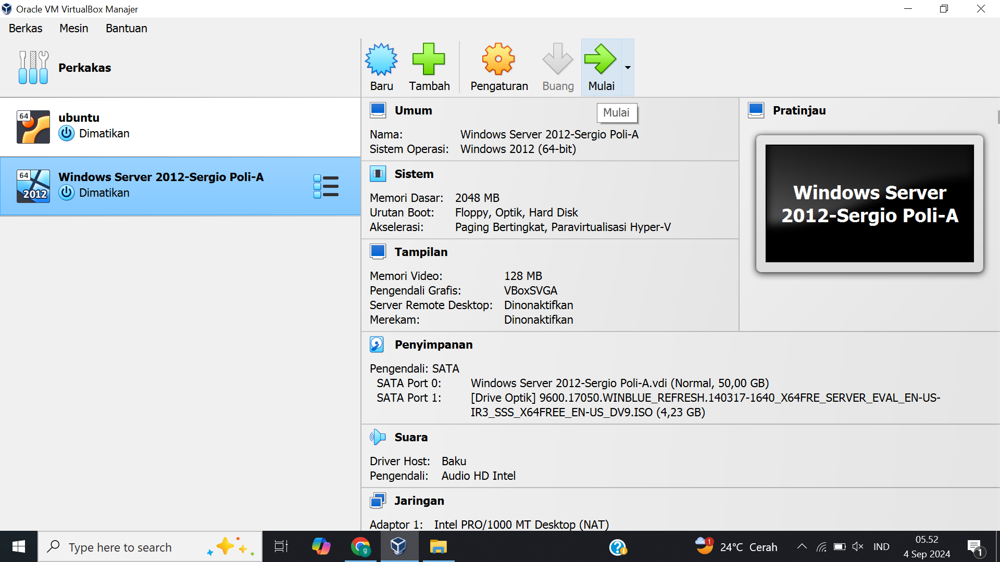 Oracle VM VirtualBox Manajer
Berkas Mesin Bantuan
Perkakas
Baru Tambah Pengaturan Buang Mulai
64
ubuntu
Dimatikan
64
2012
Windows Server 2012-Sergio Poli-A
Dimatikan
Umum
Mulai
Nama: Windows Server 2012-Sergio Poli-A
Sistem Operasi: Windows 2012 (64-bit)
Sistem
Memori Dasar: 2048 MB
Urutan Boot: Floppy, Optik, Hard Disk
Akselerasi: Paging Bertingkat, Paravirtualisasi Hyper-V
Tampilan
Memori Video: 128 MB
Pengendali Grafis: VBoxSVGA
Server Remote Desktop: Dinonaktifkan
Merekam: Dinonaktifkan
Pratinjau
Windows Server
2012-Sergio Poli-A
Penyimpanan
Pengendali: SATA
SATA Port 0: Windows Server 2012-Sergio Poli-A.vdi (Normal, 50,00 GB)
SATA Port 1: [Drive Optik] 9600.17050.WINBLUE_REFRESH.140317-1640_X64FRE_SERVER_EVAL_EN-US-
IR3_SSS_X64FREE_EN-US_DV9.ISO (4,23 GB)
Suara
Driver Host: Baku
Pengendali: Audio HD Intel
Jaringan
Adaptor 1: Intel PRO/1000 MT Desktop (NAT)
Type here to search
g
1
24°C Cerah
IND
05.52
4 Sep 2024
1